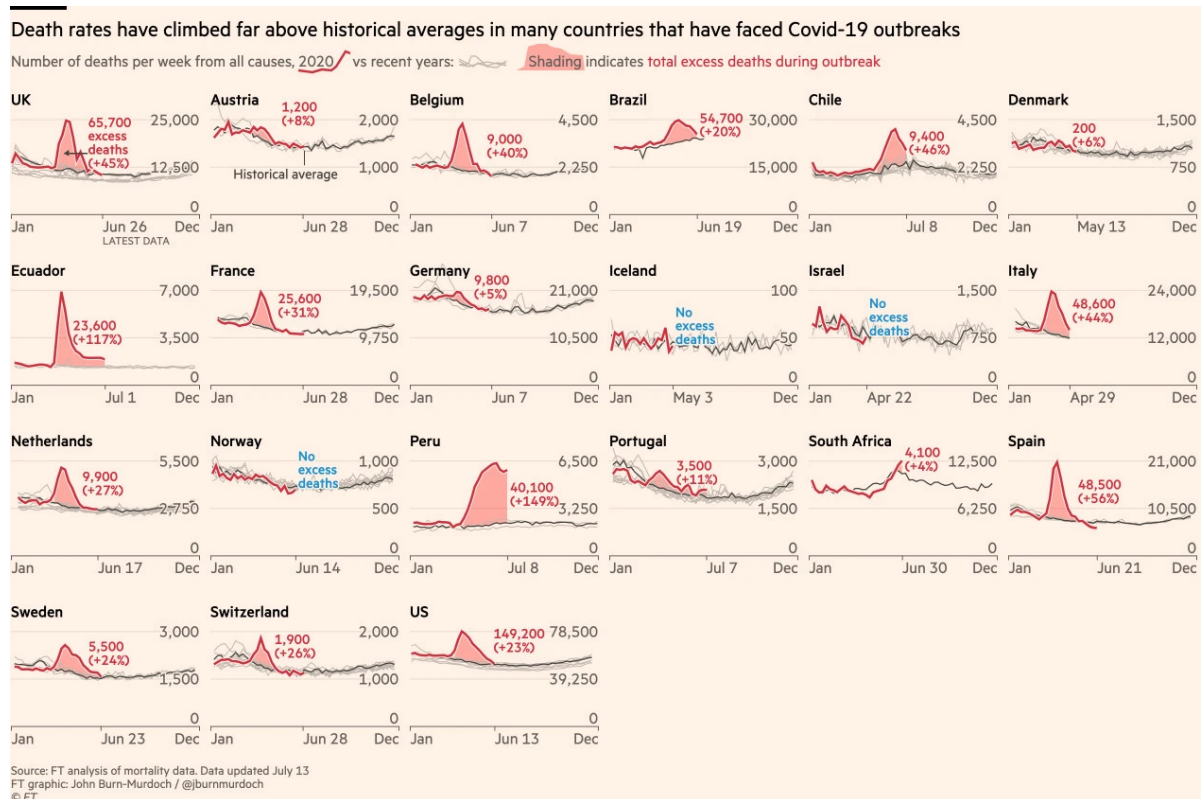 Death rates have climbed far above historical averages in many countries that have faced Covid-19 outbreaks
Number of deaths per week from all causes, 2020 vs recent years: Shading indicates total excess deaths during outbreak
UK
65,700
excess
deaths
(+45%)
25,000
12,500
0
Jan
Jun 26
Dec
LATEST DATA
Austria
1,200
(+8%)
2,000
Historical average
1,000
0
Jan
Jun 28
Dec
Belgium
9,000
(+40%)
4,500
2,250
0
Jan
Jun 7
Dec
Brazil
54,700
(+20%)
30,000
15,000
0
Jan
Jun 19
Dec
Chile
9,400
(+46%)
4,500
2,250
0
Jan
Jul 8
Dec
Denmark
200
(+6%)
1,500
750
0
Jan
May 13
Dec
Ecuador
23,600
(+117%)
7,000
3,500
0
Jan
Jul 1
Dec
France
25,600
(+31%)
19,500
9,750
0
Jan
Jun 28
Dec
Germany
9,800
(+5%)
21,000
10,500
0
Jan
Jun 7
Dec
Iceland
No
excess
deaths
100
50
0
Jan
May 3
Dec
Israel
No
excess
deaths
1,500
750
0
Jan
Apr 22
Dec
Italy
48,600
(+44%)
24,000
12,000
0
Jan
Apr 29
Dec
Netherlands
9,900
(+27%)
5,500
2,750
0
Jan
Jun 17
Dec
Norway
No
excess
deaths
1,000
500
0
Jan
Jun 14
Dec
Peru
40,100
(+149%)
6,500
3,250
0
Jan
Jul 8
Dec
Portugal
3,500
(+11%)
3,000
1,500
0
Jan
Jul 7
Dec
South Africa
4,100
(+4%)
12,500
6,250
0
Jan
Jun 30
Dec
Spain
48,500
(+56%)
21,000
10,500
0
Jan
Jun 21
Dec
Sweden
5,500
(+24%)
3,000
1,500
0
Jan
Jun 23
Dec
Switzerland
1,900
(+26%)
2,000
1,000
0
Jan
Jun 28
Dec
US
149,200
(+23%)
78,500
39,250
0
Jan
Jun 13
Dec
Source: FT analysis of mortality data. Data updated July 13
FT graphic: John Burn-Murdoch / @jburnmurdoch
© FT